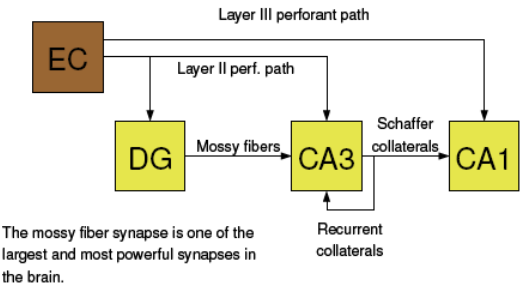 Layer III perforant path
EC
Layer II perf. path
DG
Mossy fibers
CA3
Schaffer
collaterals
CA1
Recurrent
collaterals
The mossy fiber synapse is one of the
largest and most powerful synapses in
the brain.